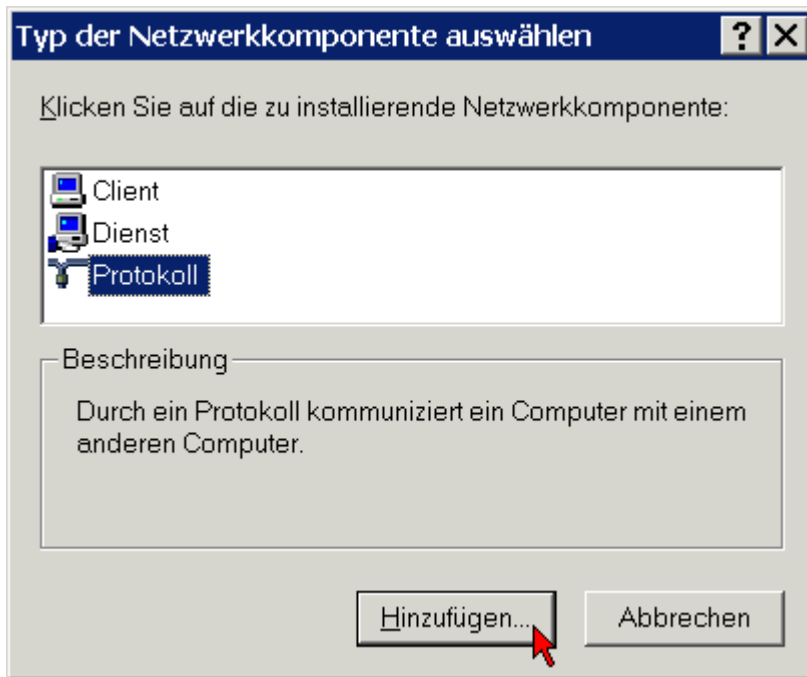 Typ der Netzwerkkomponente auswählen
Klicken Sie auf die zu installierende Netzwerkkomponente:
Client
Dienst
Protokoll
Beschreibung
Durch ein Protokoll kommuniziert ein Computer mit einem
anderen Computer.
Hinzufügen... Abbrechen